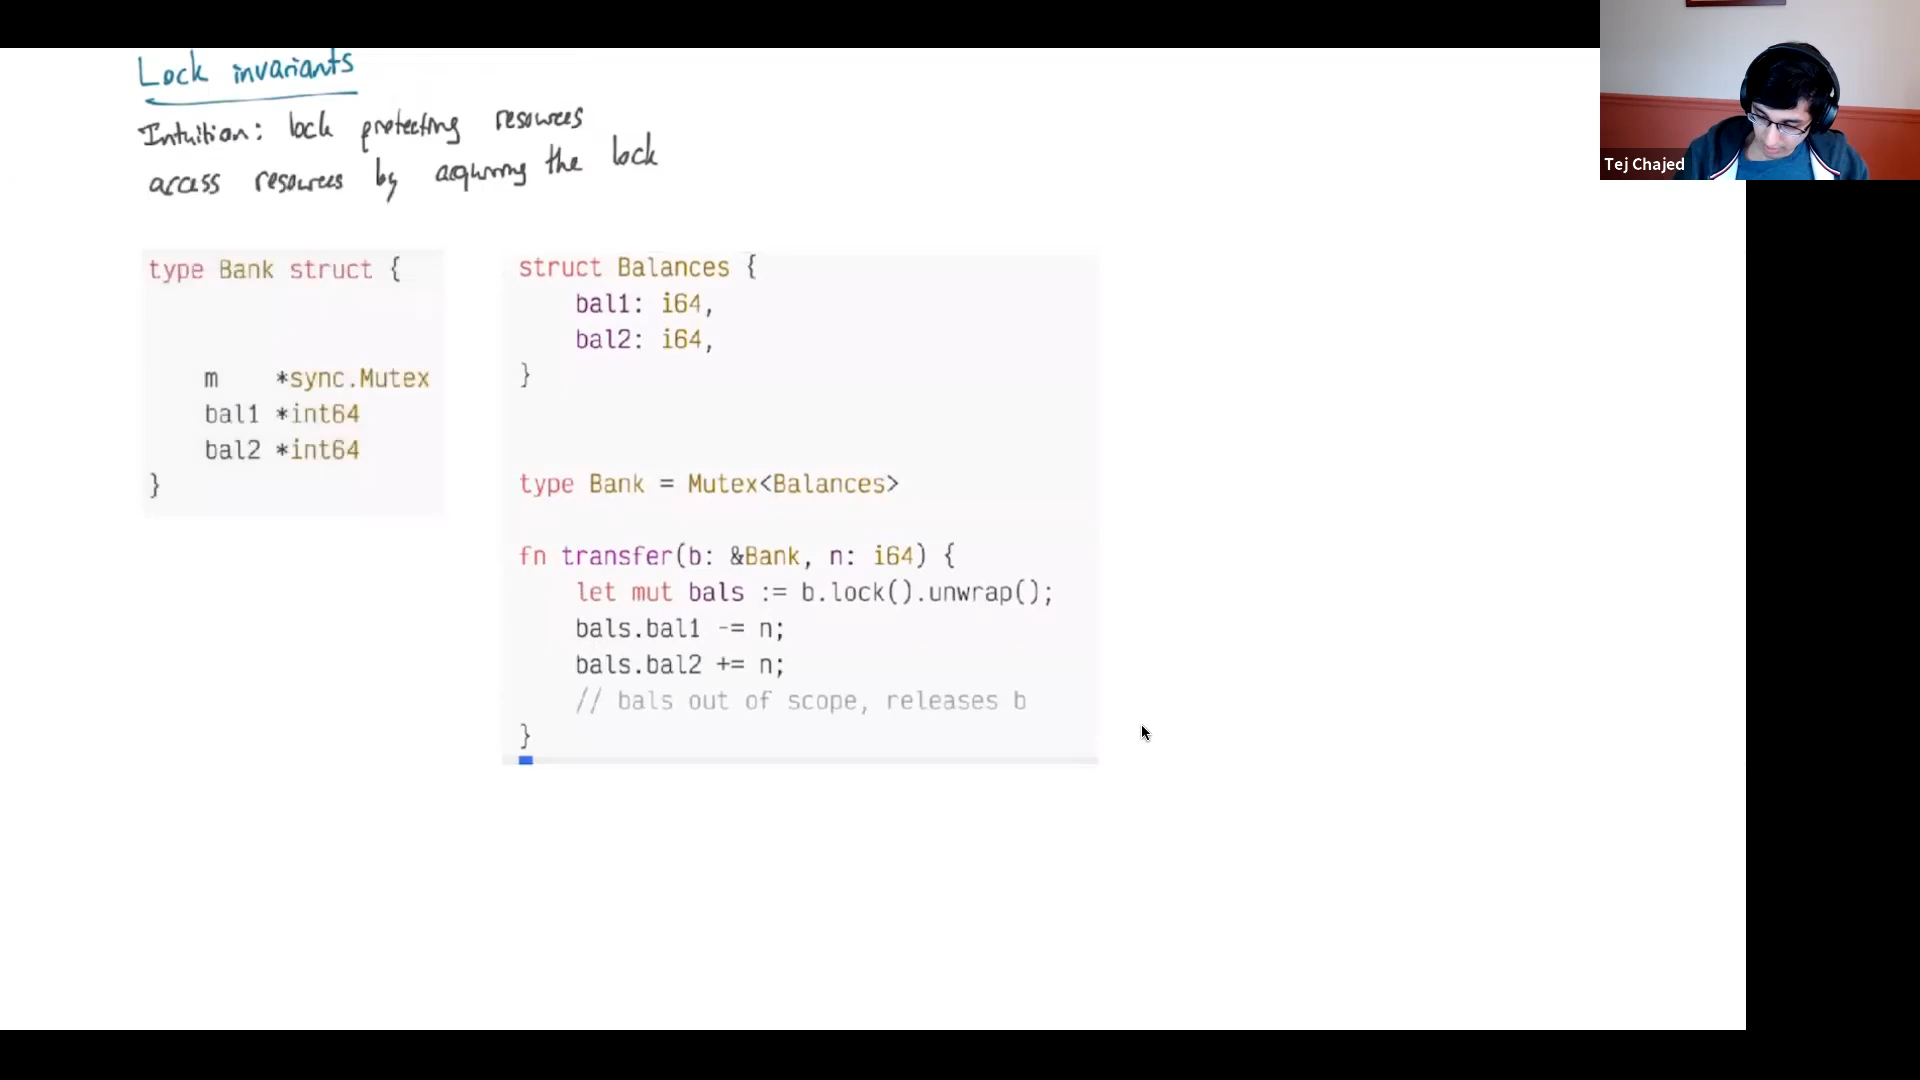 Lock invariants
Intuition: lock protecting resources
access resources by acquiring the lock
type Bank struct {
m *sync.Mutex
bal1 *int64
bal2 *int64
}
struct Balances {
bal1: i64,
bal2: i64,
}
type Bank = Mutex<Balances>
fn transfer(b: &Bank, n: i64) {
let mut bals := b.lock().unwrap();
bals.bal1 -= n;
bals.bal2 += n;
// bals out of scope, releases b
}
Tej Chajed